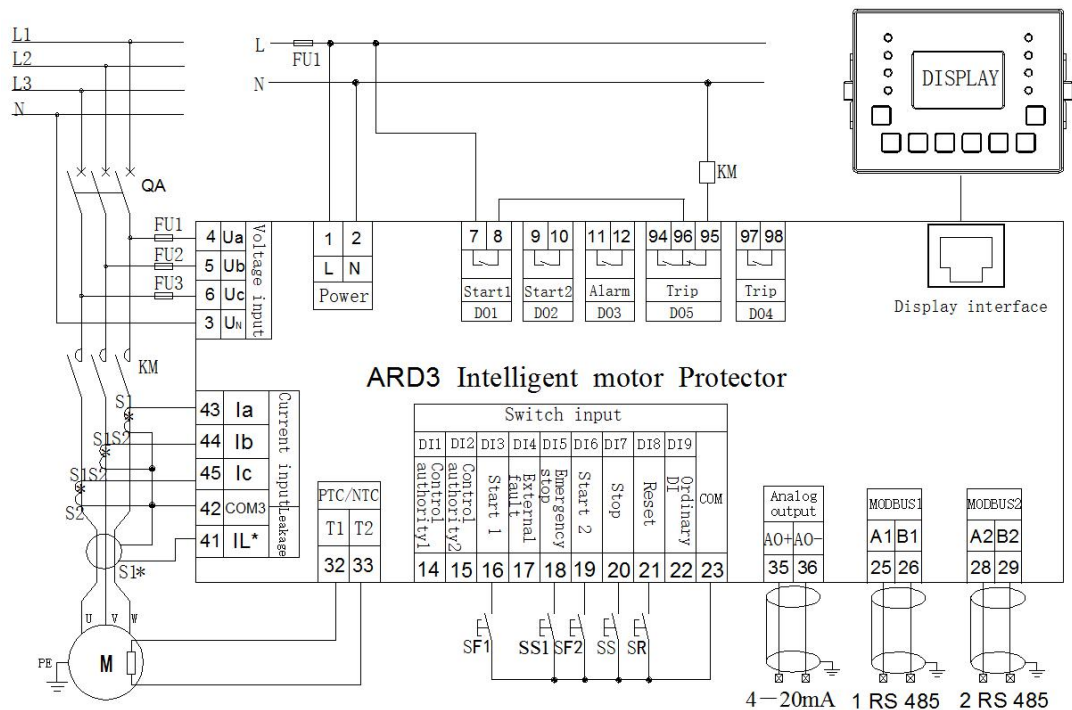 L1
L2
L3
N
L
FU1
N
DISPLAY
QA
KM
FU1
FU2
FU3
4 Ua
5 Ub
6 Uc
3 UN
Voltage input
1 2
L N
Power
7 8
Start1
DO1
9 10
Start2
DO2
11 12
Alarm
DO3
94 96 95
Trip
DO5
97 98
Trip
DO4
Display interface
KM
ARD3 Intelligent motor Protector
S1
*
S2
S1
*
S2
S1
*
S2
S1*
43 Ia
44 Ib
45 Ic
42 COM3
41 IL*
Current input
Leakage
PTC/NTC
T1 T2
32 33
Switch input
DI1 DI2 DI3 DI4 DI5 DI6 DI7 DI8 DI9 COM
Control authority1
Control authority2
Start 1
External fault
Emergency stop
Start 2
Stop
Reset
Ordinary DI
14 15 16 17 18 19 20 21 22 23
Analog output
AO+ AO-
35 36
MODBUS1
A1 B1
25 26
MODBUS2
A2 B2
28 29
SF1
SS1
SF2
SS
SR
U V W
M
PE
4—20mA
1 RS 485
2 RS 485